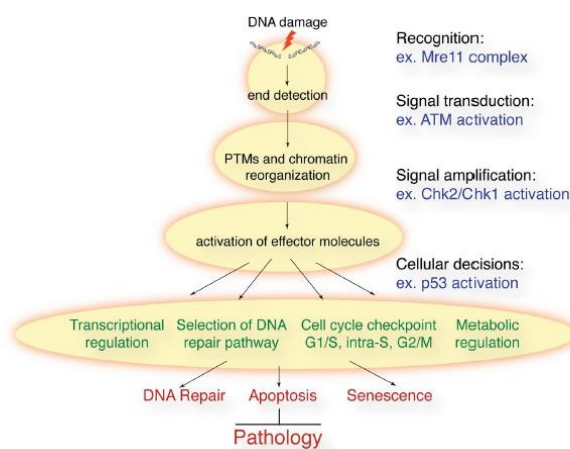 DNA damage
end detection
PTMs and chromatin
reorganization
activation of effector molecules
Recognition:
ex. Mre11 complex
Signal transduction:
ex. ATM activation
Signal amplification:
ex. Chk2/Chk1 activation
Cellular decisions:
ex. p53 activation
Transcriptional
regulation
Selection of DNA
repair pathway
Cell cycle checkpoint
G1/S, intra-S, G2/M
Metabolic
regulation
DNA Repair
Apoptosis
Senescence
Pathology